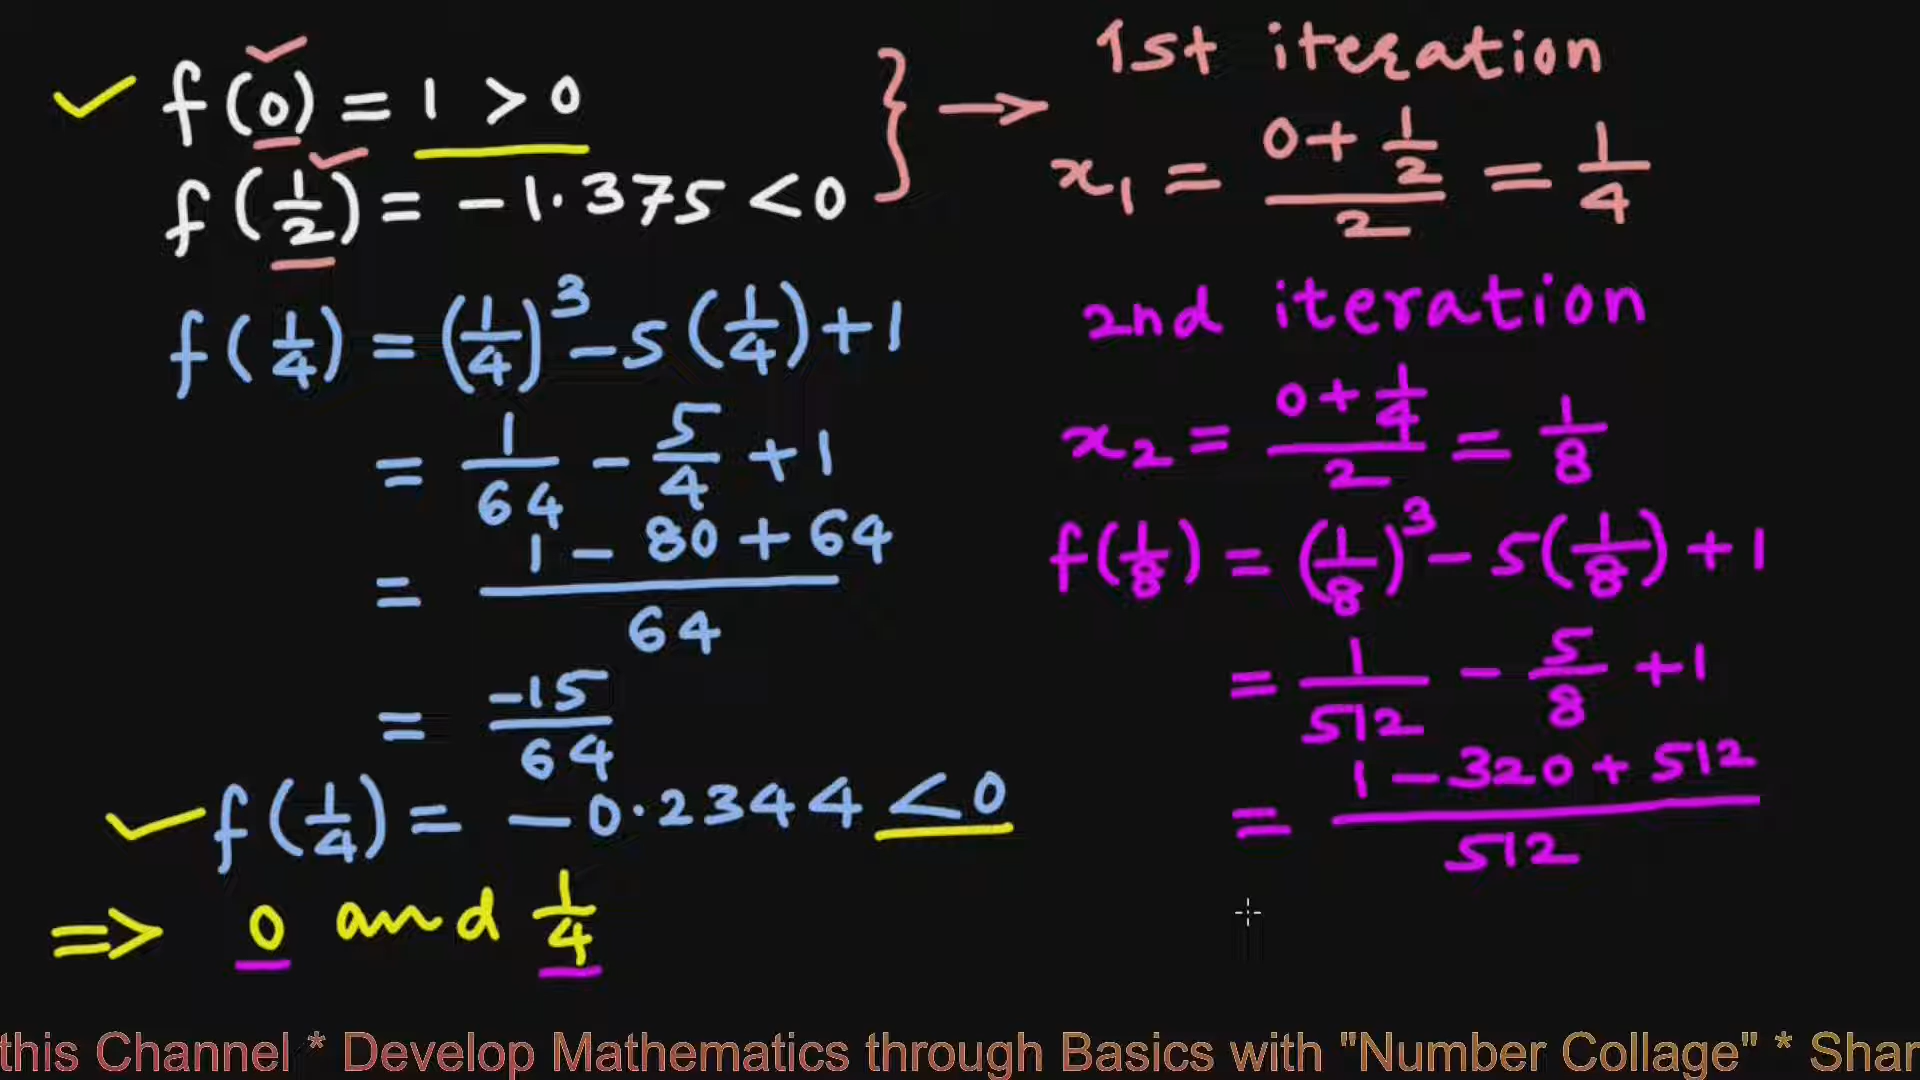 f(0) = 1 > 0
f(1/2) = -1.375 < 0
f(1/4) = (1/4)^3 - 5(1/4) + 1
= 1/64 - 5/4 + 1
= (1 - 80 + 64)/64
= -15/64
f(1/4) = -0.2344 < 0
=> 0 and 1/4
→ 1st iteration
x₁ = (0 + 1/2)/2 = 1/4
2nd iteration
x₂ = (0 + 1/4)/2 = 1/8
f(1/8) = (1/8)^3 - 5(1/8) + 1
= 1/512 - 5/8 + 1
= (1 - 320 + 512)/512
this Channel * Develop Mathematics through Basics with "Number Collage" * Shar